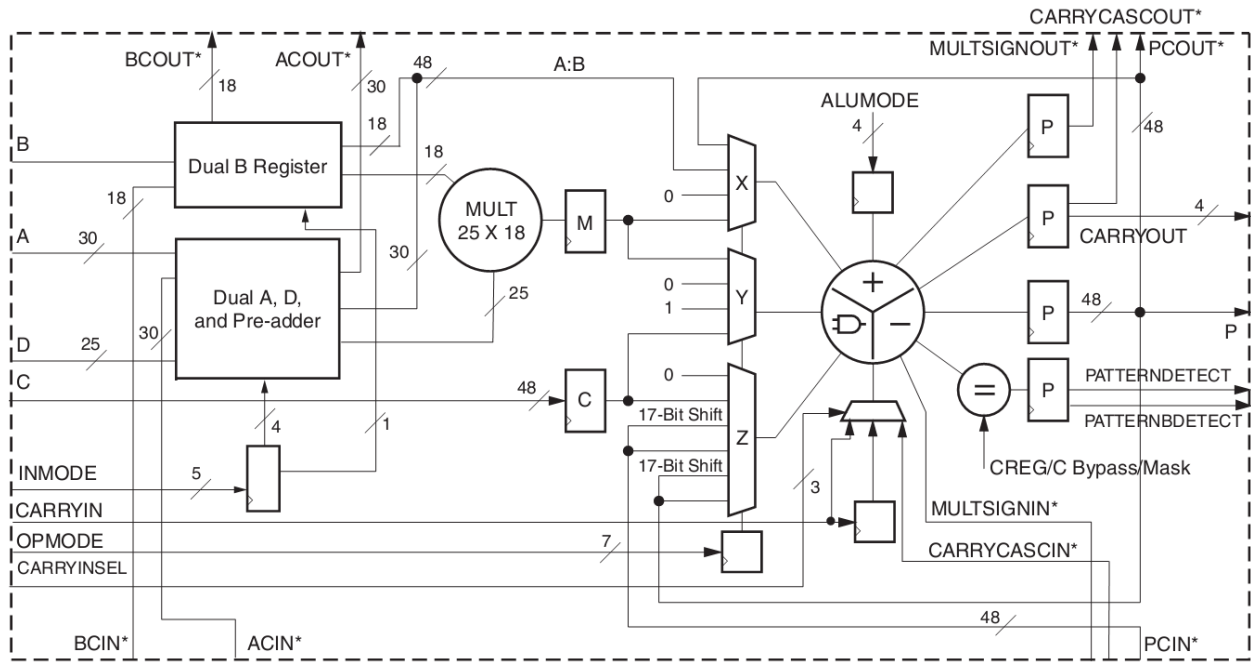 CARRYCASCOUT*
BCOUT*
ACOUT*
MULTSIGNOUT*
PCOUT*
18
30
48
A:B
ALUMODE
4
48
B
Dual B Register
18
18
MULT
25 X 18
M
X
0
P
P
4
CARRYOUT
18
A
30
Dual A, D,
and Pre-adder
30
25
0
1
Y
+
−
P
48
P
D
25
30
C
48
C
0
17-Bit Shift
17-Bit Shift
Z
=
P
PATTERNDETECT
PATTERNBDETECT
4
1
INMODE
5
3
CREG/C Bypass/Mask
CARRYIN
MULTSIGNIN*
OPMODE
7
CARRYCASCIN*
CARRYINSEL
48
BCIN*
ACIN*
PCIN*